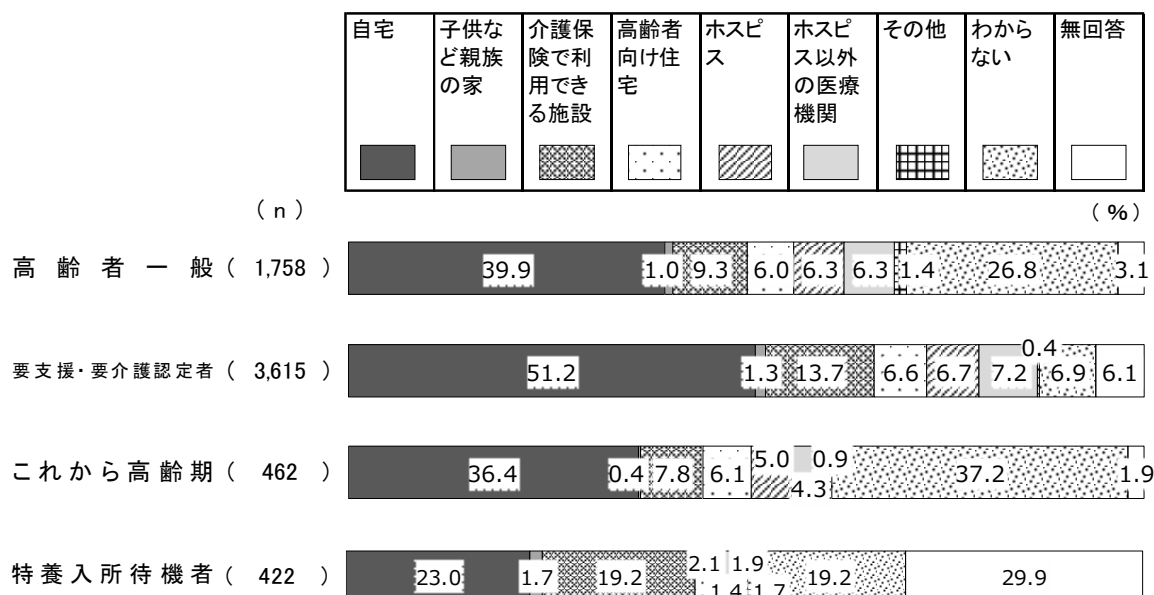 自宅
子供な
ど親族
の家
介護保
険で利
用でき
る施設
高齢者
向け住
宅
ホスピ
ス
ホスピ
ス以外
の医療
機関
その他
わから
ない
無回答
(n)
(%)
高齢者一般(1,758)
39.9 1.0 9.3 6.0 6.3 6.3 1.4 26.8 3.1
要支援・要介護認定者(3,615)
51.2 1.3 13.7 6.6 6.7 7.2 0.4 6.9 6.1
これから高齢期(462)
36.4 0.4 7.8 6.1 5.0 4.3 0.9 37.2 1.9
特養入所待機者(422)
23.0 1.7 19.2 2.1 1.4 1.9 1.7 19.2 29.9